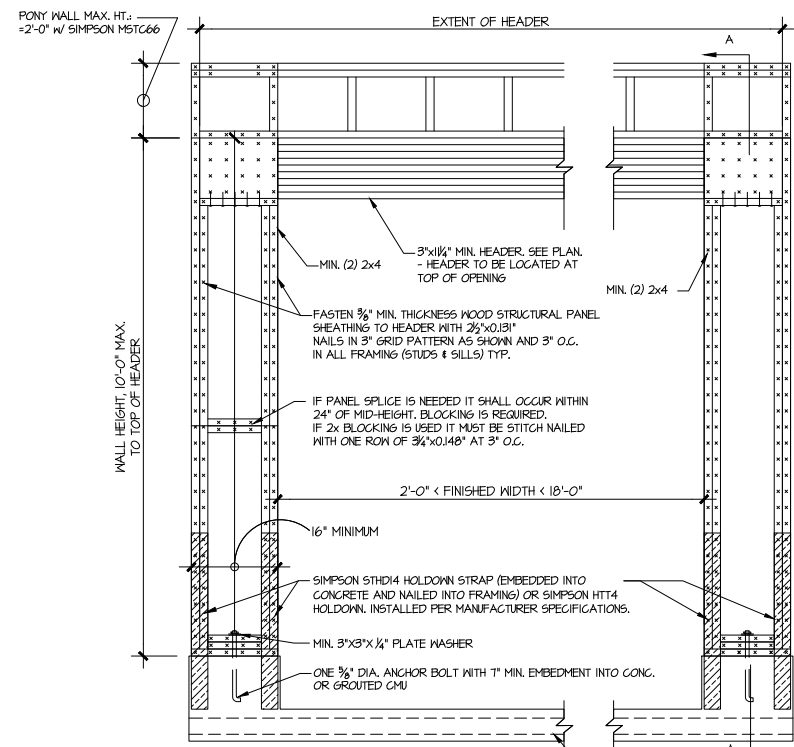 PONY WALL MAX. HT.:
=2'-0" W/ SIMPSON MSTC66
EXTENT OF HEADER
A
MIN. (2) 2x4
3"x11¼" MIN. HEADER. SEE PLAN.
- HEADER TO BE LOCATED AT
TOP OF OPENING
MIN. (2) 2x4
FASTEN ⅜" MIN. THICKNESS WOOD STRUCTURAL PANEL
SHEATHING TO HEADER WITH 2½"x0.131"
NAILS IN 3" GRID PATTERN AS SHOWN AND 3" O.C.
IN ALL FRAMING (STUDS & SILLS) TYP.
WALL HEIGHT, 10'-0" MAX.
TO TOP OF HEADER
IF PANEL SPLICE IS NEEDED IT SHALL OCCUR WITHIN
24" OF MID-HEIGHT. BLOCKING IS REQUIRED.
IF 2x BLOCKING IS USED IT MUST BE STITCH NAILED
WITH ONE ROW OF 3¼"x0.148" AT 3" O.C.
2'-0" < FINISHED WIDTH < 18'-0"
16" MINIMUM
SIMPSON STHD14 HOLDOWN STRAP (EMBEDDED INTO
CONCRETE AND NAILED INTO FRAMING) OR SIMPSON HTT4
HOLDOWN. INSTALLED PER MANUFACTURER SPECIFICATIONS.
MIN. 3"X3"X¼" PLATE WASHER
ONE ⅝" DIA. ANCHOR BOLT WITH 7" MIN. EMBEDMENT INTO CONC.
OR GROUTED CMU